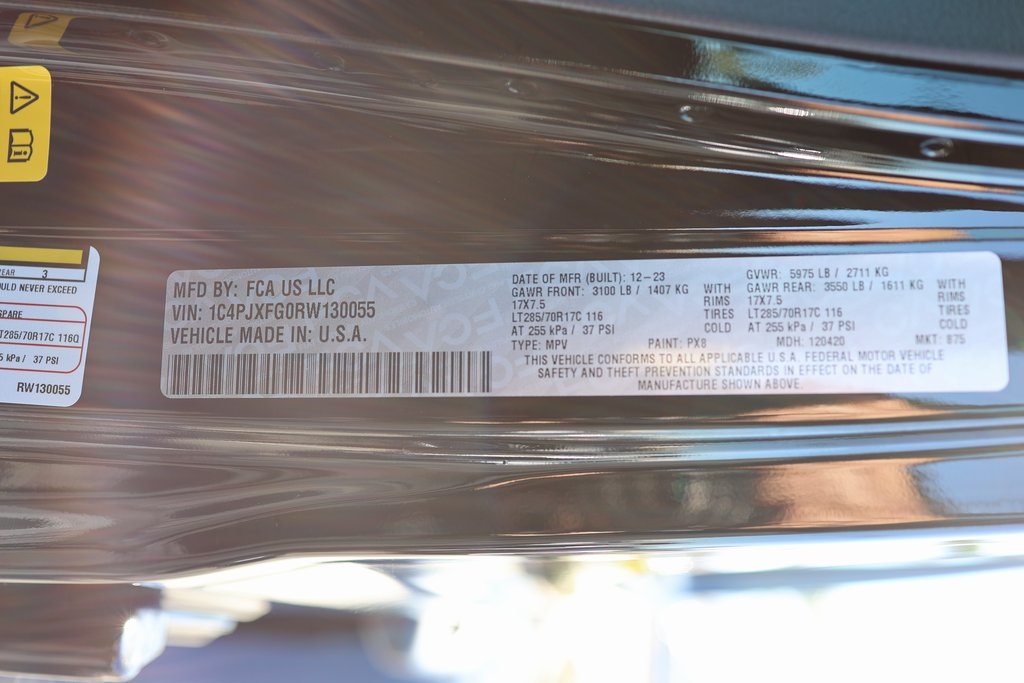 EAR 3
OULD NEVER EXCEED
SPARE
LT285/70R17C 116Q
5 kPa / 37 PSI
RW130055
MFD BY: FCA US LLC
VIN: 1C4PJXFG0RW130055
VEHICLE MADE IN: U.S.A.
DATE OF MFR (BUILT): 12-23
GAWR FRONT: 3100 LB / 1407 KG WITH
17X7.5 RIMS
LT285/70R17C 116 TIRES
AT 255 kPa / 37 PSI COLD
TYPE: MPV PAINT: PX8
GVWR: 5975 LB / 2711 KG
GAWR REAR: 3550 LB / 1611 KG WITH
17X7.5 RIMS
LT285/70R17C 116 TIRES
AT 255 kPa / 37 PSI COLD
MDH: 120420 MKT: 875
THIS VEHICLE CONFORMS TO ALL APPLICABLE U.S.A. FEDERAL MOTOR VEHICLE
SAFETY AND THEFT PREVENTION STANDARDS IN EFFECT ON THE DATE OF
MANUFACTURE SHOWN ABOVE.